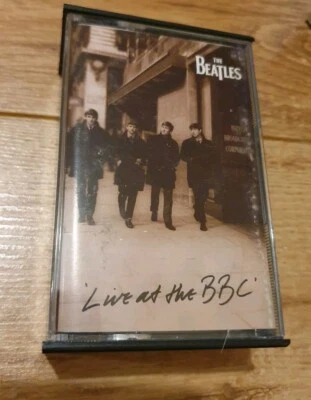 THE
BEATLES
'Live at the BBC'